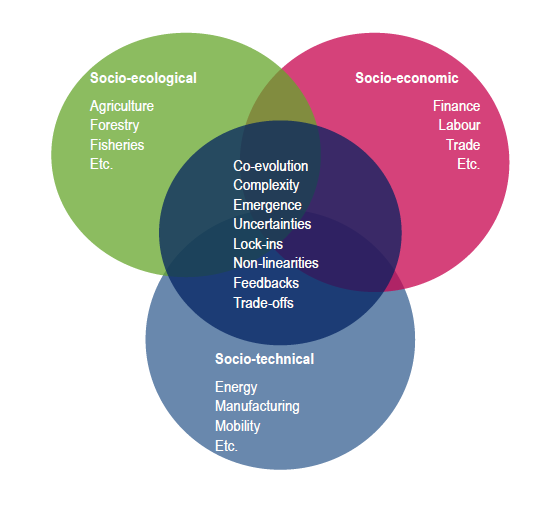 Socio-ecological
Agriculture
Forestry
Fisheries
Etc.
Socio-economic
Finance
Labour
Trade
Etc.
Co-evolution
Complexity
Emergence
Uncertainties
Lock-ins
Non-linearities
Feedbacks
Trade-offs
Socio-technical
Energy
Manufacturing
Mobility
Etc.